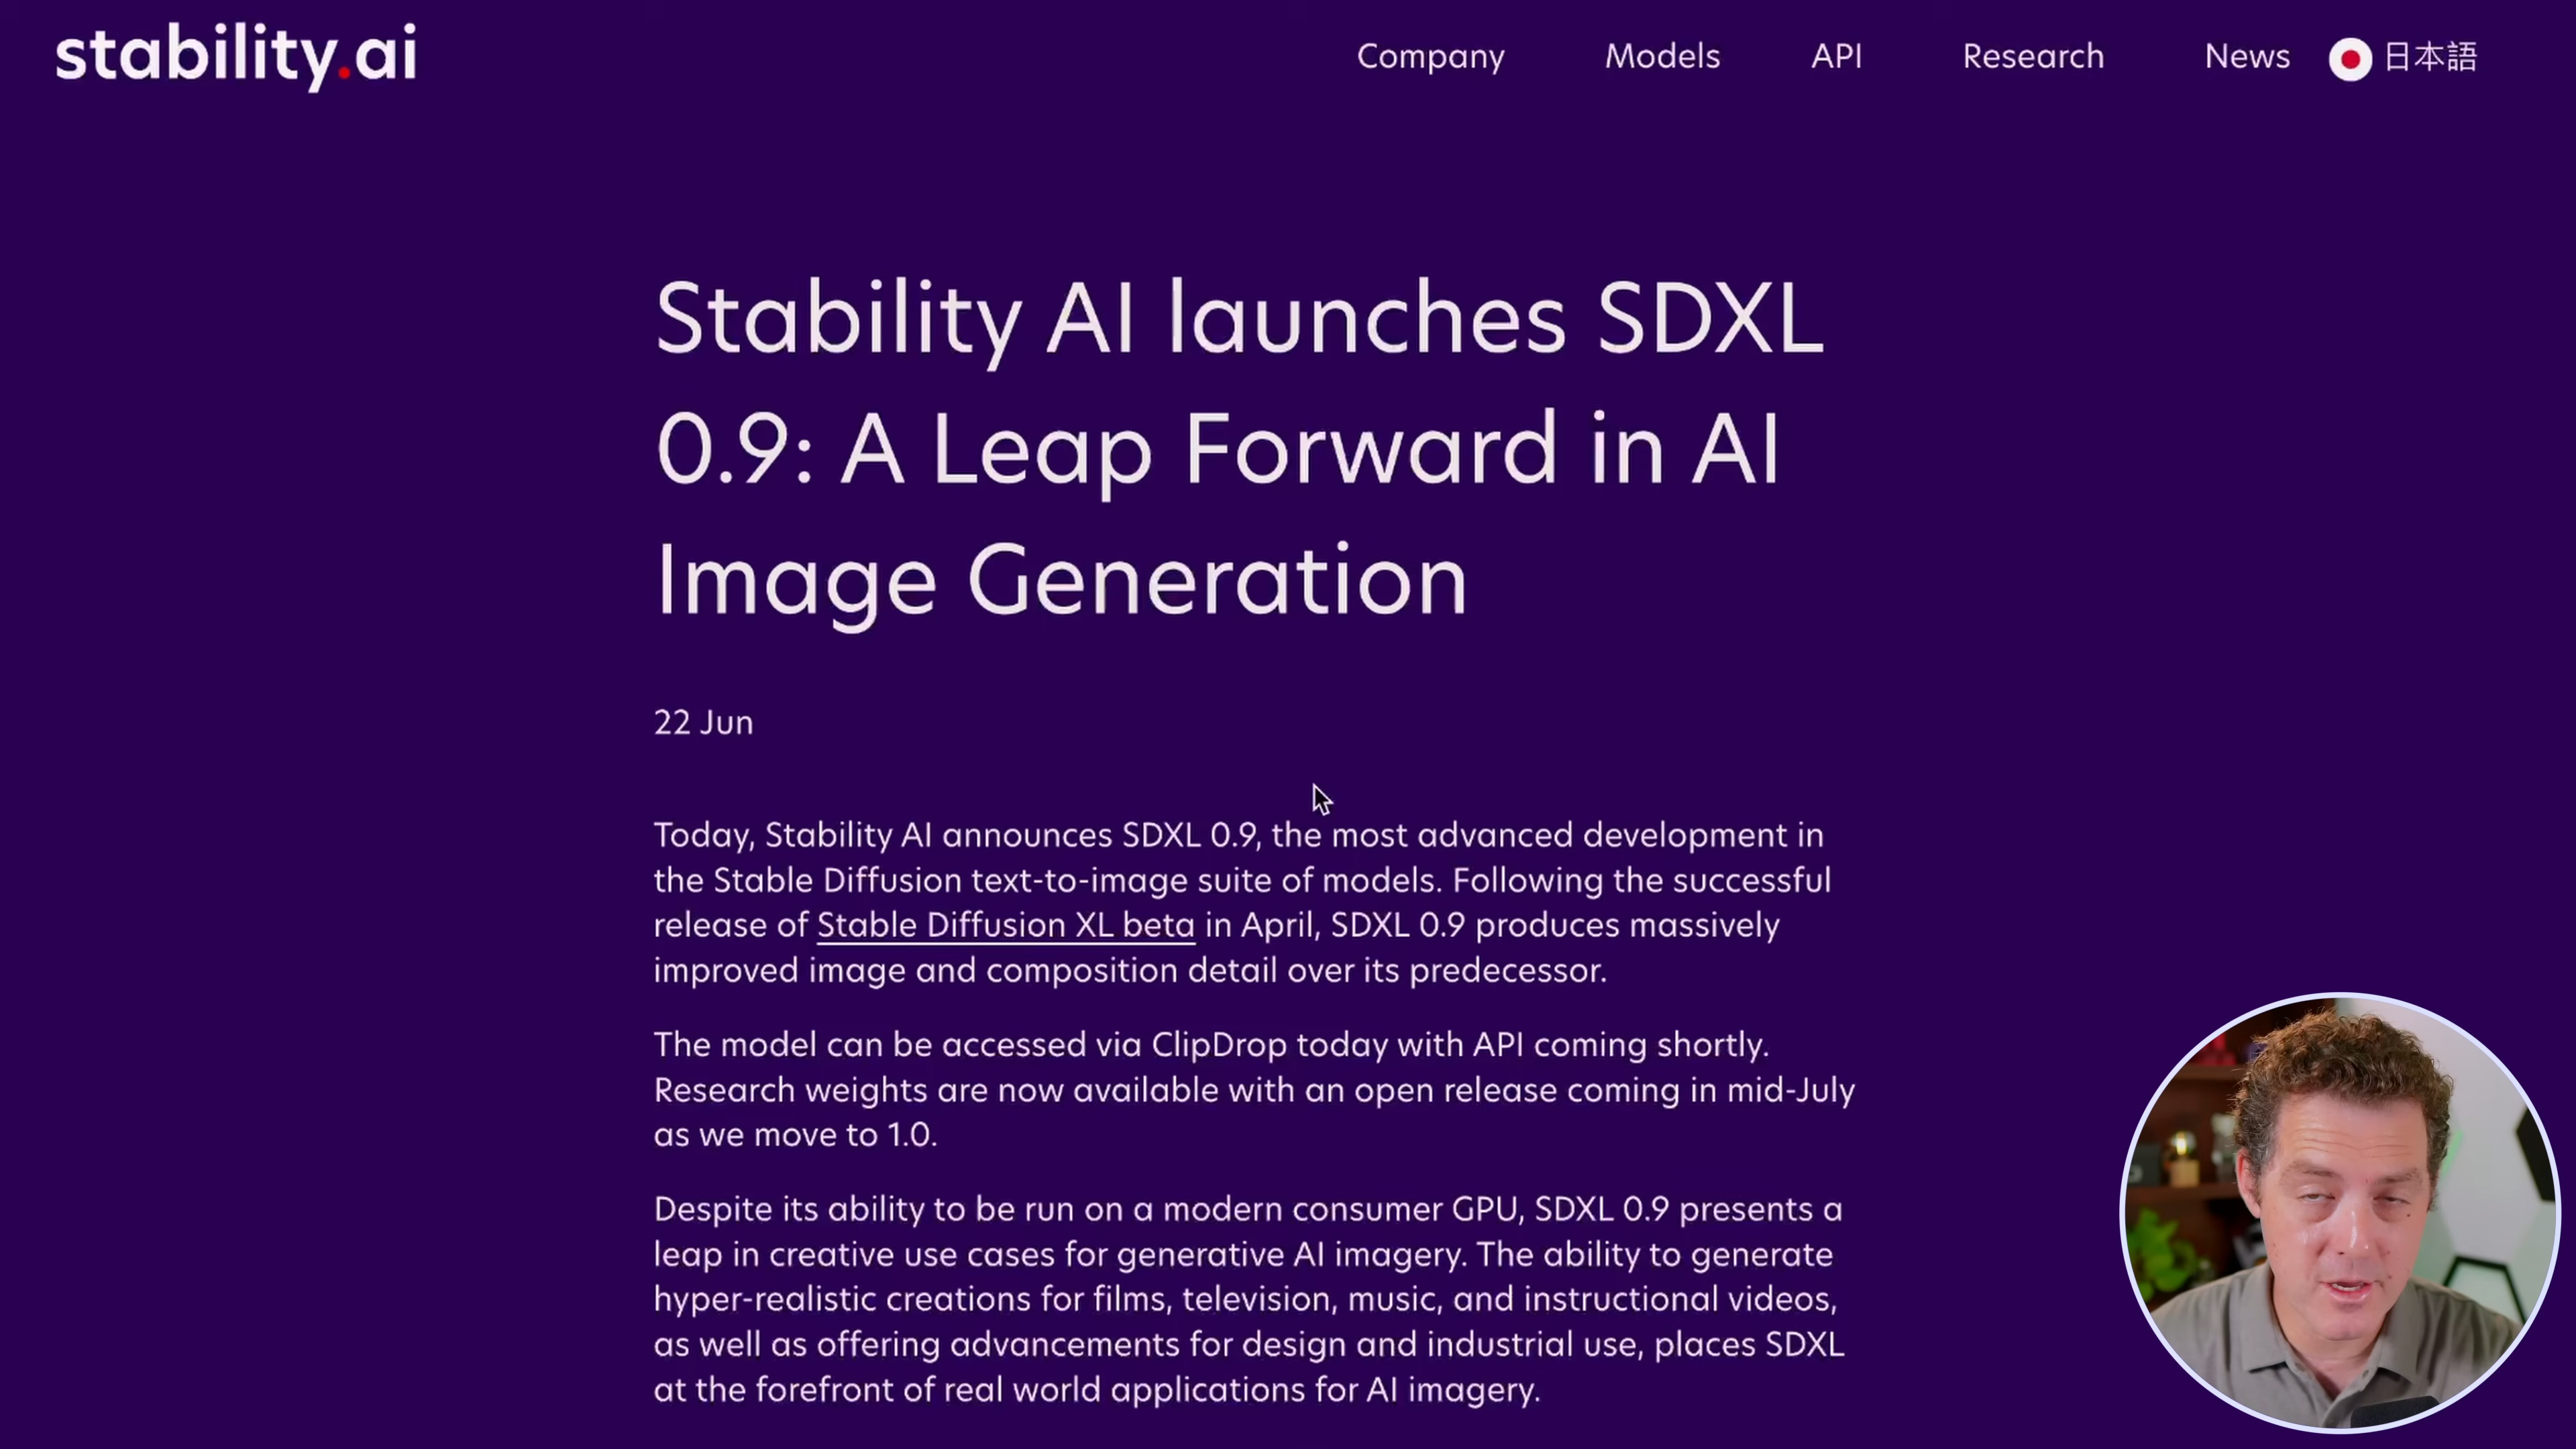 stability.ai
Company Models API Research News 日本語
Stability AI launches SDXL
0.9: A Leap Forward in AI
Image Generation
22 Jun
Today, Stability AI announces SDXL 0.9, the most advanced development in
the Stable Diffusion text-to-image suite of models. Following the successful
release of Stable Diffusion XL beta in April, SDXL 0.9 produces massively
improved image and composition detail over its predecessor.
The model can be accessed via ClipDrop today with API coming shortly.
Research weights are now available with an open release coming in mid-July
as we move to 1.0.
Despite its ability to be run on a modern consumer GPU, SDXL 0.9 presents a
leap in creative use cases for generative AI imagery. The ability to generate
hyper-realistic creations for films, television, music, and instructional videos,
as well as offering advancements for design and industrial use, places SDXL
at the forefront of real world applications for AI imagery.